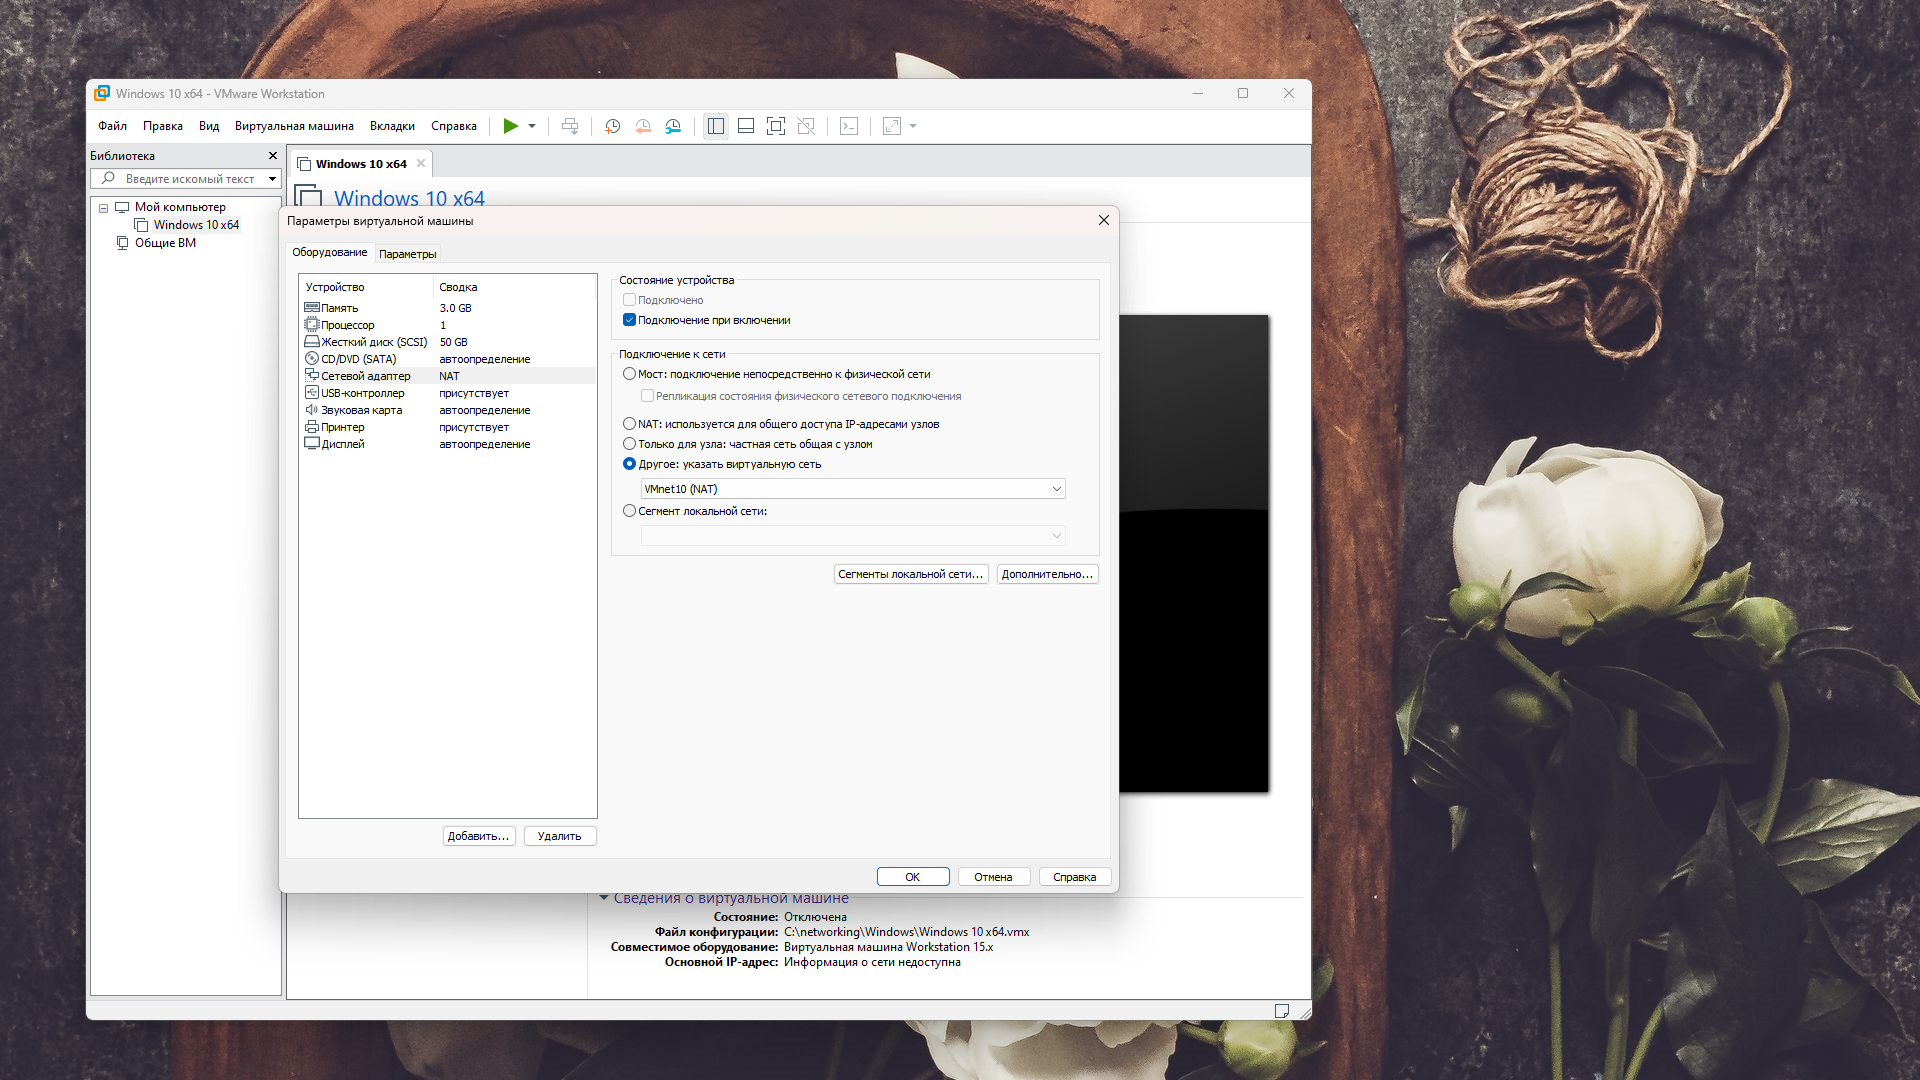 Windows 10 x64 - VMware Workstation
Файл Правка Вид Виртуальная машина Вкладки Справка
Библиотека
Введите искомый текст
Мой компьютер
Windows 10 x64
Общие ВМ
Windows 10 x64
Windows 10 x64
Параметры виртуальной машины
Оборудование Параметры
Устройство Сводка
Память 3.0 GB
Процессор 1
Жесткий диск (SCSI) 50 GB
CD/DVD (SATA) автоопределение
Сетевой адаптер NAT
USB-контроллер присутствует
Звуковая карта автоопределение
Принтер присутствует
Дисплей автоопределение
Добавить... Удалить
Состояние устройства
Подключено
Подключение при включении
Подключение к сети
Мост: подключение непосредственно к физической сети
Репликация состояния физического сетевого подключения
NAT: используется для общего доступа IP-адресами узлов
Только для узла: частная сеть общая с узлом
Другое: указать виртуальную сеть
VMnet10 (NAT)
Сегмент локальной сети:
Сегменты локальной сети... Дополнительно...
OK Отмена Справка
Сведения о виртуальной машине
Состояние: Отключена
Файл конфигурации: C:\networking\Windows\Windows 10 x64.vmx
Совместимое оборудование: Виртуальная машина Workstation 15.x
Основной IP-адрес: Информация о сети недоступна